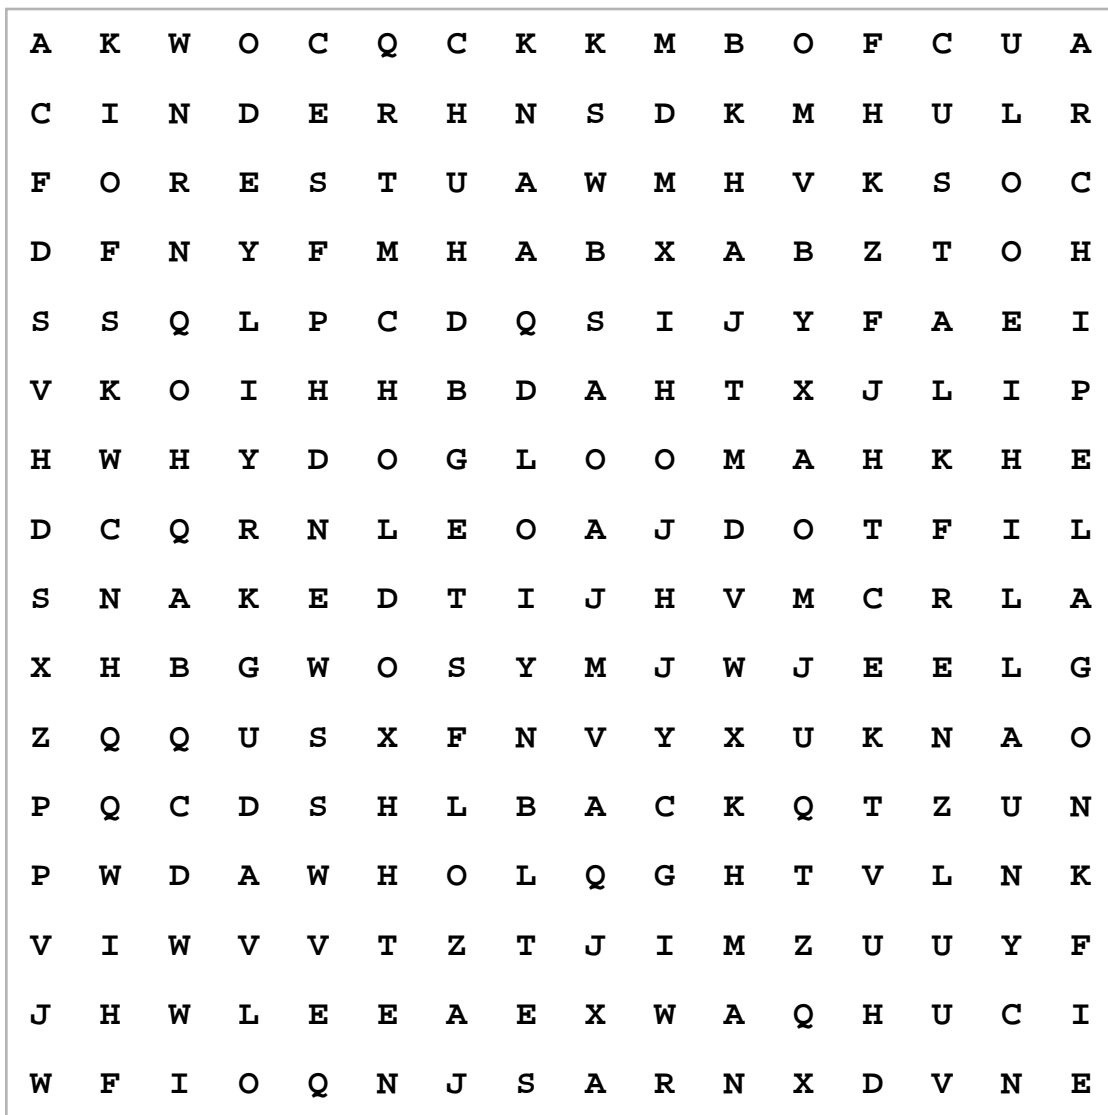 A K W O C Q C K K M B O F C U A
C I N D E R H N S D K M H U L R
F O R E S T U A W M H V K S O C
D F N Y F M H A B X A B Z T O H
S S Q L P C D Q S I J Y F A E I
V K O I H H B D A H T X J L I P
H W H Y D O G L O O M A H K H E
D C Q R N L E O A J D O T F I L
S N A K E D T I J H V M C R L A
X H B G W O S Y M J W J E E L G
Z Q Q U S X F N V Y X U K N A O
P Q C D S H L B A C K Q T Z U N
P W D A W H O L Q G H T V L N K
V I W V V T Z T J I M Z U U Y F
J H W L E E A E X W A Q H U C I
W F I O Q N J S A R N X D V N E